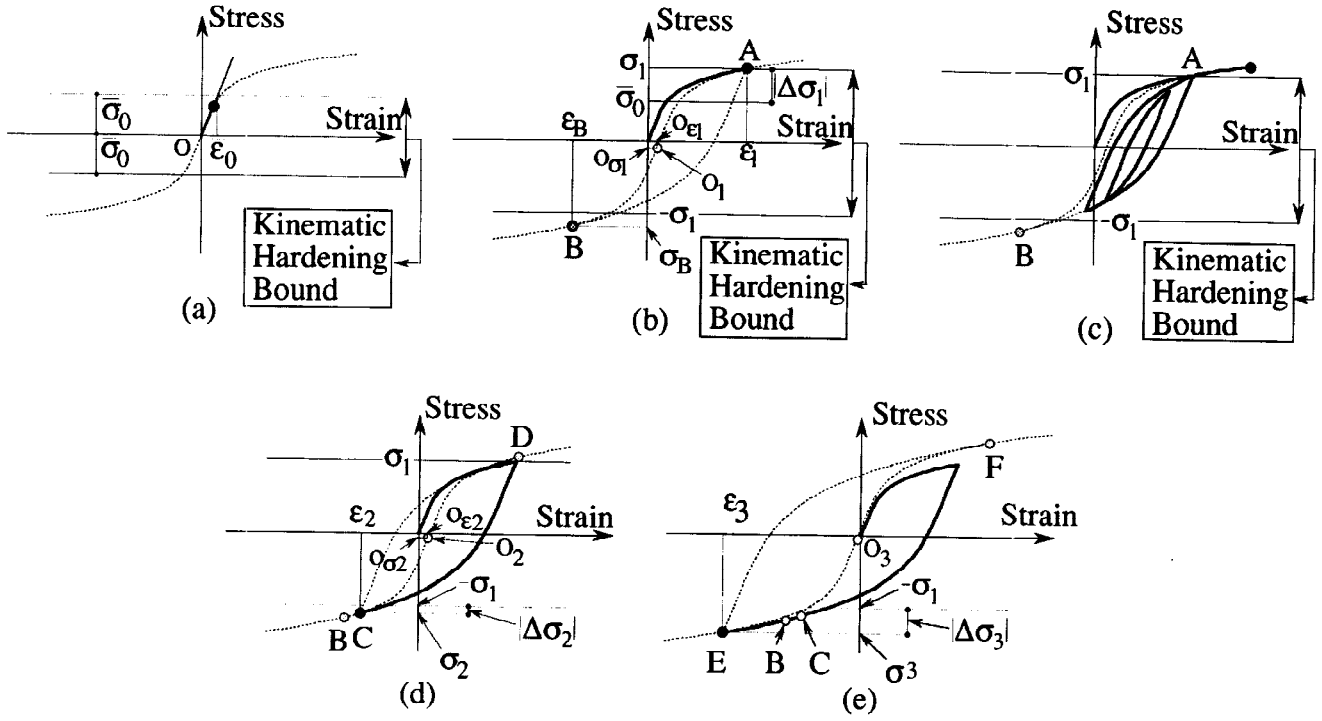 Stress
σ̅0
σ̅0
O
ε0
Strain
Kinematic
Hardening
Bound
(a)
Stress
A
σ1
σ̅0
|Δσ1|
εB
Oε1
Strain
Oσ1
ε1
O1
-σ1
B
σB
Kinematic
Hardening
Bound
(b)
Stress
A
σ1
Strain
-σ1
B
Kinematic
Hardening
Bound
(c)
Stress
D
σ1
ε2
Oε2
Strain
Oσ2
O2
-σ1
B C
|Δσ2|
σ2
(d)
Stress
F
ε3
Strain
O3
-σ1
|Δσ3|
E
B
C
σ3
(e)